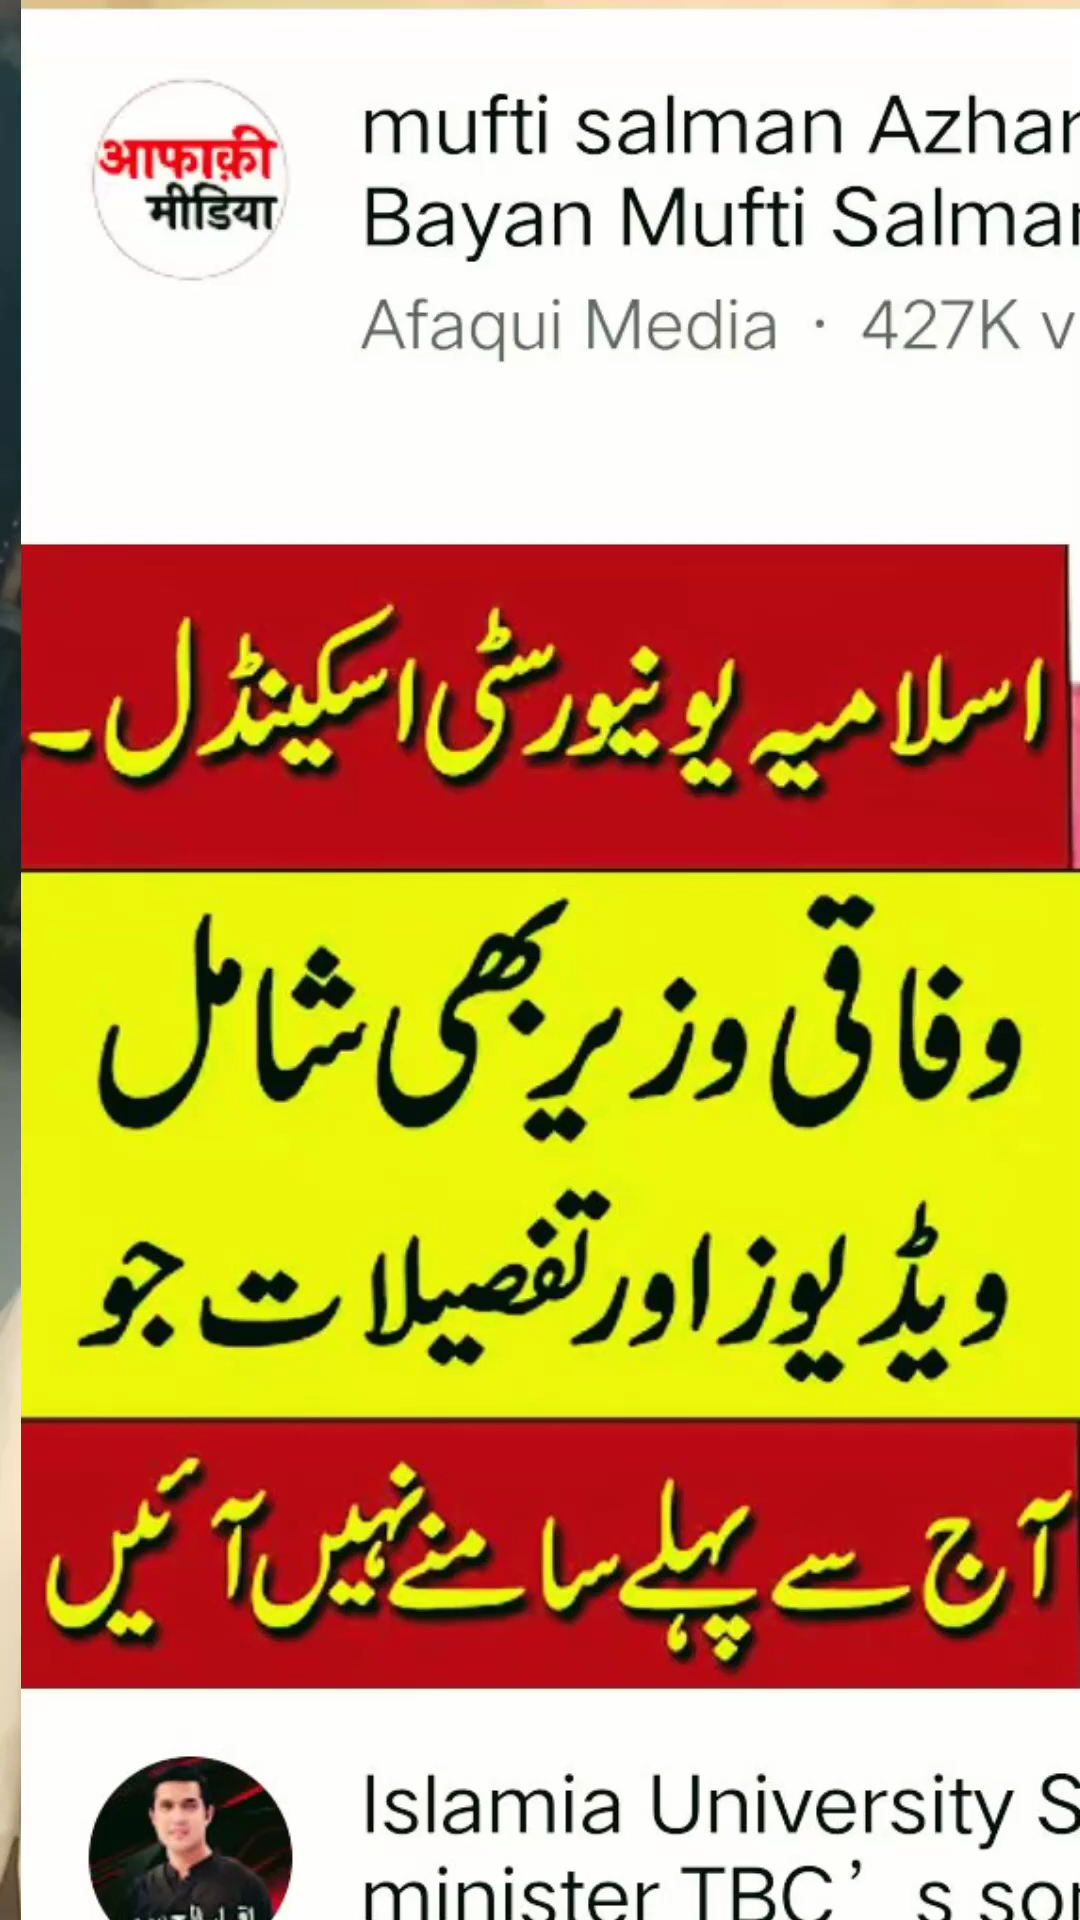 आफाक़ी
मीडिया
mufti salman Azhar
Bayan Mufti Salman
Afaqui Media · 427K v
اسلامیہ یونیورسٹی اسکینڈل۔
وفاقی وزیر بھی شامل
ویڈیوز اور تفصیلات جو
آج سے پہلے سامنے نہیں آئیں
Islamia University S
minister TBC’s so